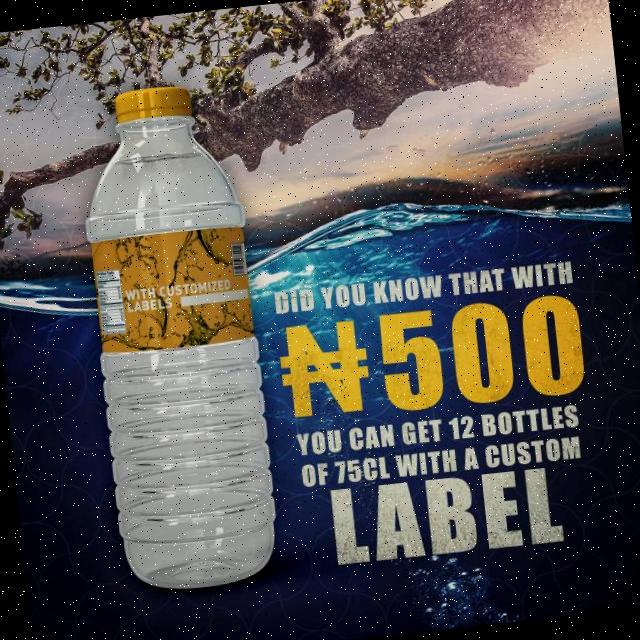 WITH CUSTOMIZED
LABELS
DID YOU KNOW THAT WITH
₦500
YOU CAN GET 12 BOTTLES
OF 75CL WITH A CUSTOM
LABEL